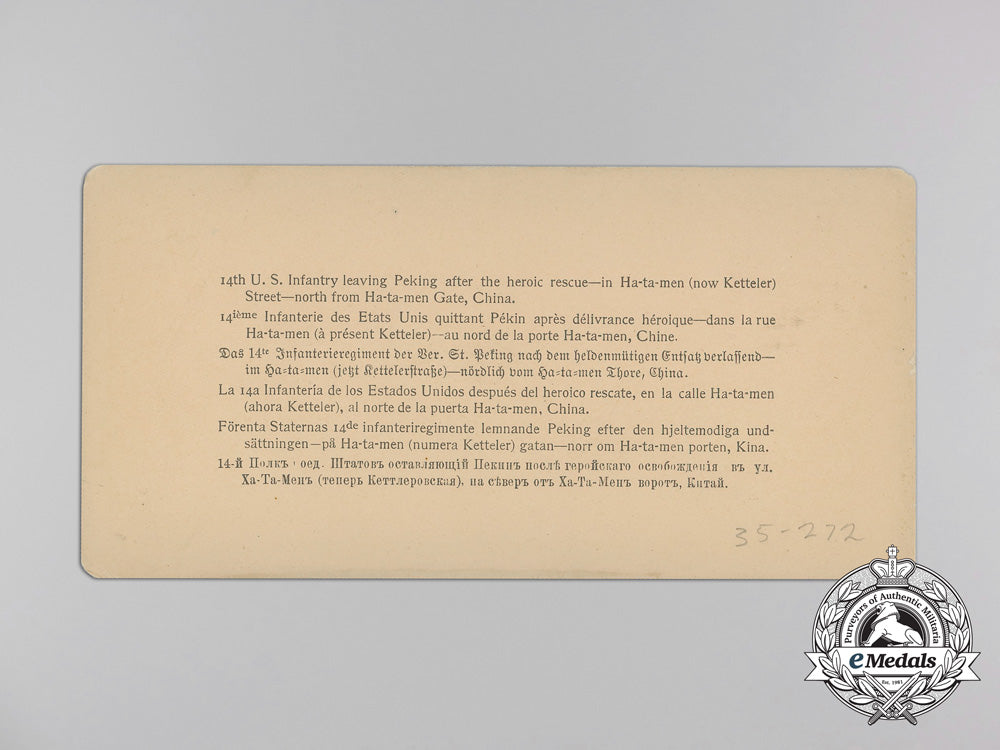 14th U. S. Infantry leaving Peking after the heroic rescue—in Ha-ta-men (now Ketteler)
Street—north from Ha-ta-men Gate, China.
14ième Infanterie des Etats Unis quittant Pékin après délivrance héroique—dans la rue
Ha-ta-men (à présent Ketteler)—au nord de la porte Ha-ta-men, Chine.
Das 14te Infanterieregiment der Ver. St. Peking nach dem heldenmütigen Entsatz verlassend—
im Ha-ta-men (jetzt Kettelerstraße)—nördlich vom Ha-ta-men Thore, China.
La 14a Infantería de los Estados Unidos después del heroico rescate, en la calle Ha-ta-men
(ahora Ketteler), al norte de la puerta Ha-ta-men, China.
Förenta Staternas 14de infanteriregimente lemnande Peking efter den hjeltemodiga und-
sättningen—på Ha-ta-men (numera Ketteler) gatan—norr om Ha-ta-men porten, Kina.
14-й Полкъ оед. Штатовъ оставляющій Пекинъ послѣ геройскаго освобожденія въ ул.
Ха-Та-Менъ (теперь Кеттлеровская), на сѣверъ отъ Ха-Та-Менъ воротъ, Китай.
35-272
Purveyors of Authentic Militaria
eMedals
Est. 1961